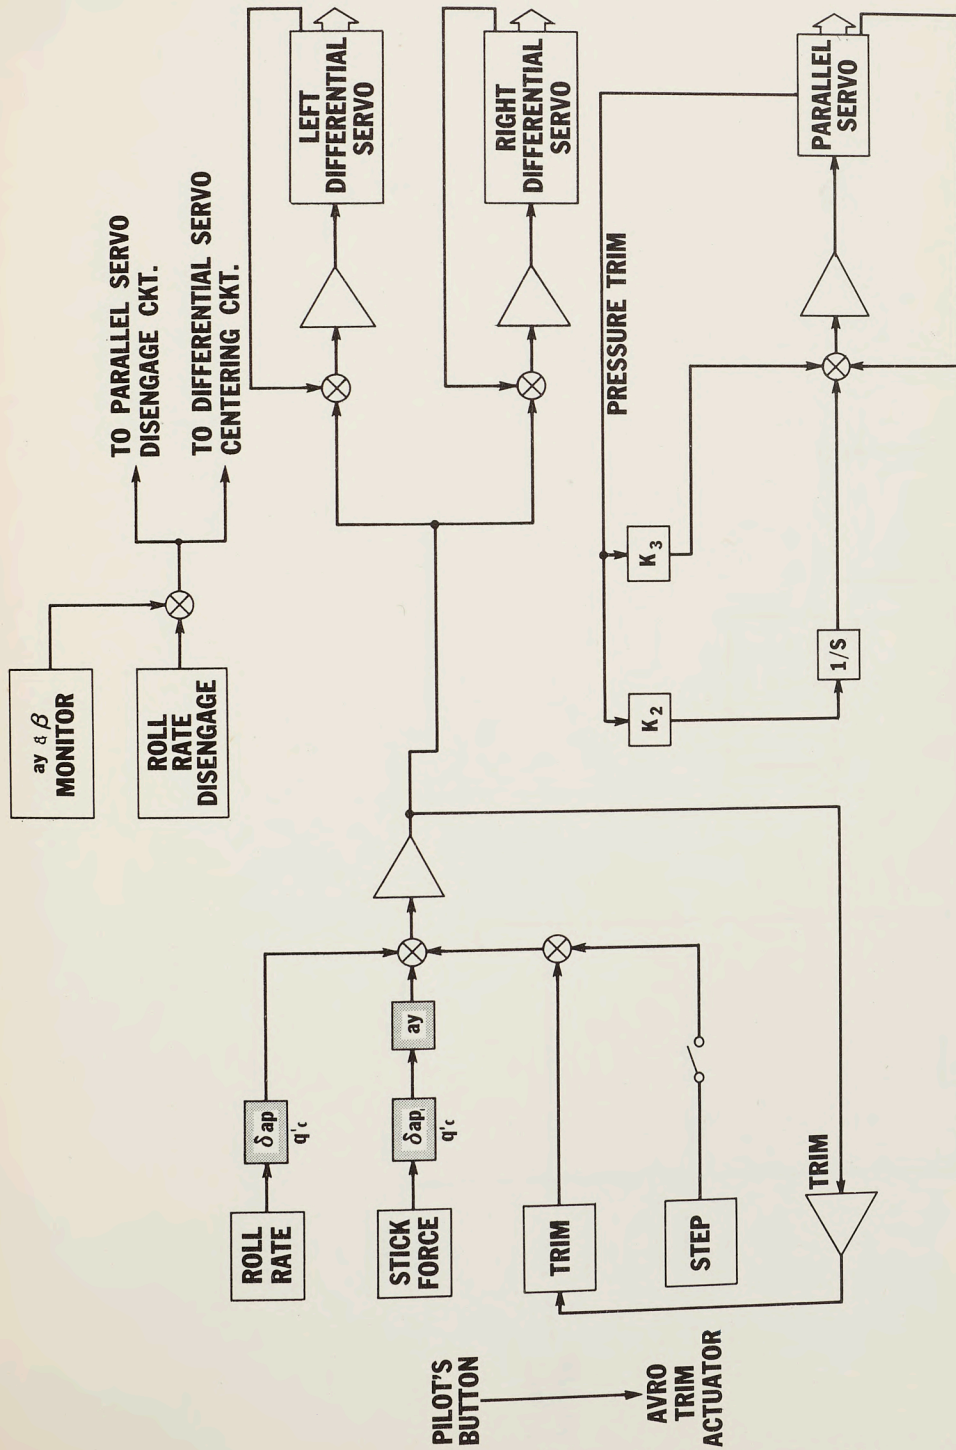 ay & β
MONITOR
ROLL
RATE
DISENGAGE
TO PARALLEL SERVO
DISENGAGE CKT.
TO DIFFERENTIAL SERVO
CENTERING CKT.
ROLL
RATE
δ ap
q'c
STICK
FORCE
δ ap
q'c
ay
LEFT
DIFFERENTIAL
SERVO
RIGHT
DIFFERENTIAL
SERVO
PILOT'S
BUTTON
AVRO
TRIM
ACTUATOR
TRIM
STEP
TRIM
PRESSURE TRIM
K2
K3
1/S
PARALLEL
SERVO